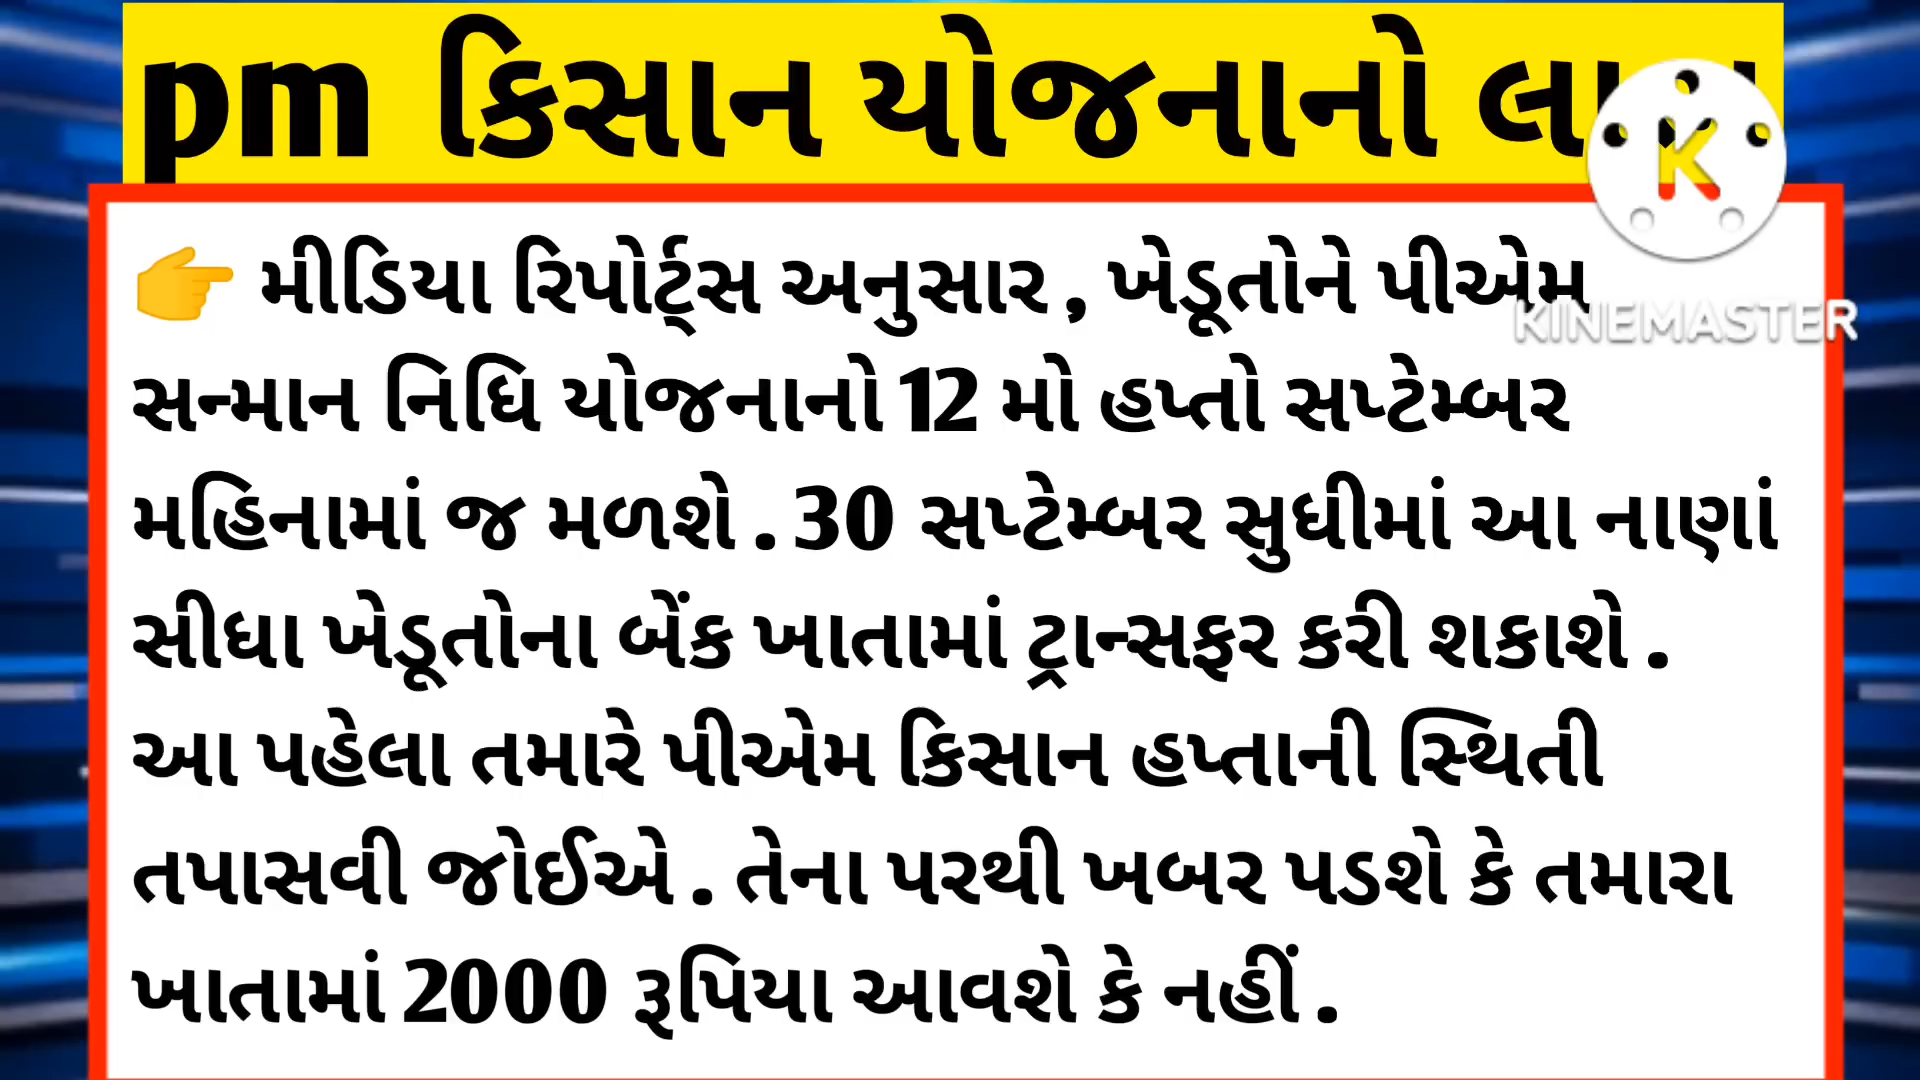 pm કિસાન યોજનાનો
👉 મીડિયા રિપોર્ટ્સ અનુસાર , ખેડૂતોને પીએમ
KINEMASTER
સન્માન નિધિ યોજનાનો 12 મો હપ્તો સપ્ટેમ્બર
મહિનામાં જ મળશે . 30 સપ્ટેમ્બર સુધીમાં આ નાણાં
સીધા ખેડૂતોના બેંક ખાતામાં ટ્રાન્સફર કરી શકાશે .
આ પહેલા તમારે પીએમ કિસાન હપ્તાની સ્થિતી
તપાસવી જોઈએ . તેના પરથી ખબર પડશે કે તમારા
ખાતામાં 2000 રૂપિયા આવશે કે નહીં .